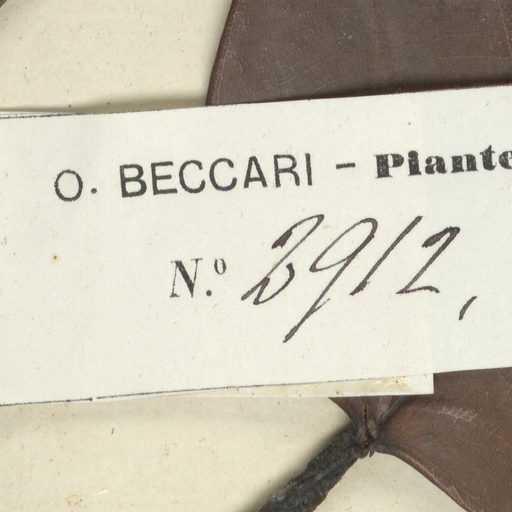 O. BECCARI - Piante
N.º 2912,